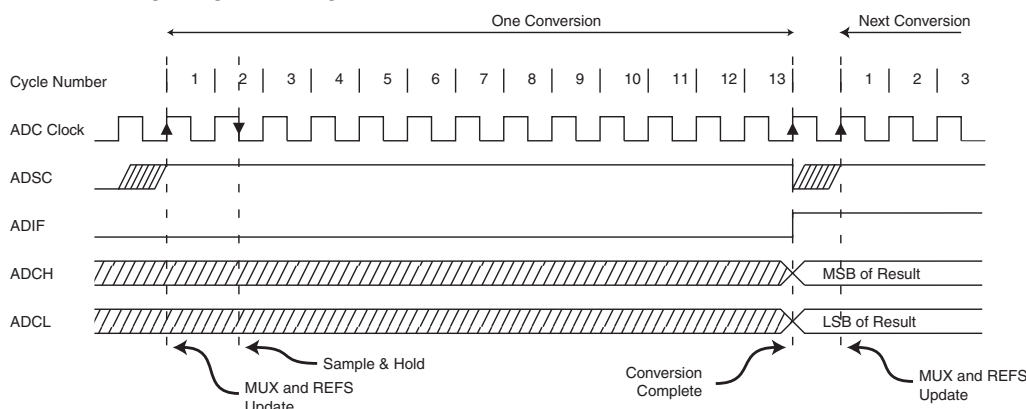 One Conversion Next Conversion
Cycle Number 1 2 3 4 5 6 7 8 9 10 11 12 13 1 2 3
ADC Clock
ADSC
ADIF
ADCH MSB of Result
ADCL LSB of Result
Sample & Hold
MUX and REFS
Update
Conversion
Complete
MUX and REFS
Update